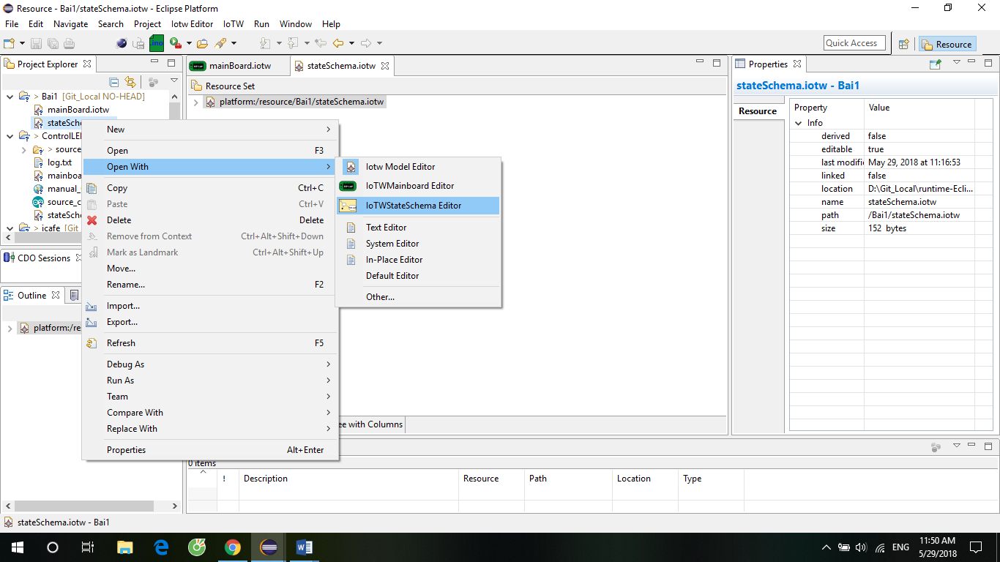 Resource - Bai1/stateSchema.iotw - Eclipse Platform
File Edit Navigate Search Project Iotw Editor IoTW Run Window Help
.ino
Quick Access
Resource
Project Explorer
> Bai1 [Git_Local NO-HEAD]
mainBoard.iotw
stateSche
> ControlLE
> source
log.txt
mainboa
manual_
source_c
stateSch
> icafe [Git
CDO Sessions
Outline
platform:/re
mainBoard.iotw
stateSchema.iotw
Resource Set
platform:/resource/Bai1/stateSchema.iotw
New
Open F3
Open With
Copy Ctrl+C
Paste Ctrl+V
Delete Delete
Remove from Context Ctrl+Alt+Shift+Down
Mark as Landmark Ctrl+Alt+Shift+Up
Move...
Rename... F2
Import...
Export...
Refresh F5
Debug As
Run As
Team
Compare With
Replace With
Properties Alt+Enter
Iotw Model Editor
IoTWMainboard Editor
IoTWStateSchema Editor
Text Editor
System Editor
In-Place Editor
Default Editor
Other...
ee with Columns
Properties
stateSchema.iotw - Bai1
Resource
Property Value
Info
derived false
editable true
last modifi May 29, 2018 at 11:16:53
linked false
location D:\Git_Local\runtime-Ecli...
name stateSchema.iotw
path /Bai1/stateSchema.iotw
size 152 bytes
0 items
! Description Resource Path Location Type
stateSchema.iotw - Bai1
ENG
11:50 AM
5/29/2018